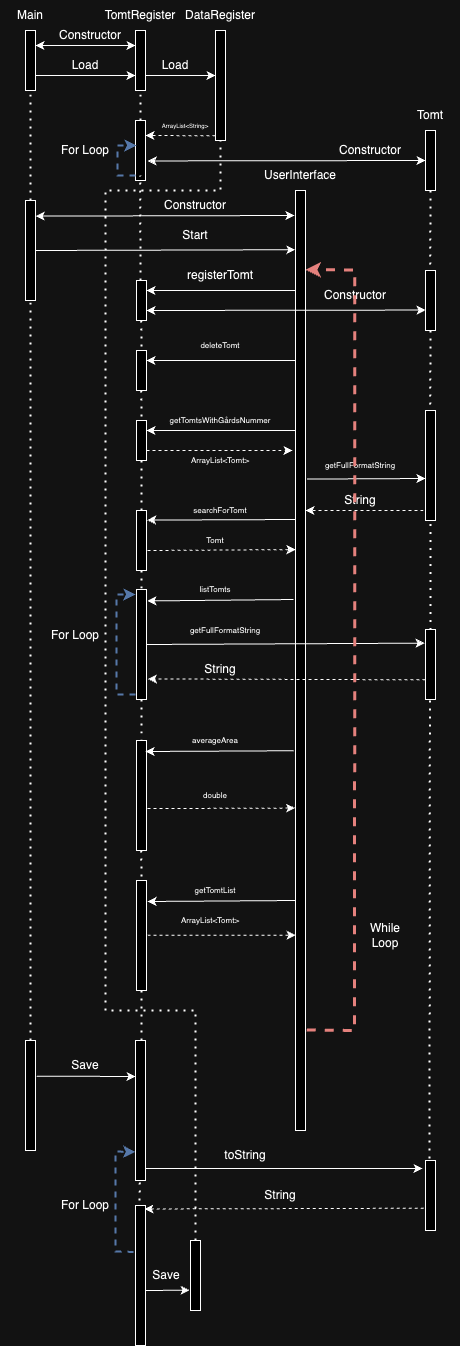 Main
TomtRegister
DataRegister
Constructor
Load
Load
Tomt
ArrayList<String>
For Loop
Constructor
UserInterface
Constructor
Start
registerTomt
Constructor
deleteTomt
getTomtsWithGårdsNummer
ArrayList<Tomt>
getFullFormatString
String
searchForTomt
Tomt
listTomts
getFullFormatString
For Loop
String
averageArea
double
getTomtList
ArrayList<Tomt>
While
Loop
Save
toString
String
For Loop
Save